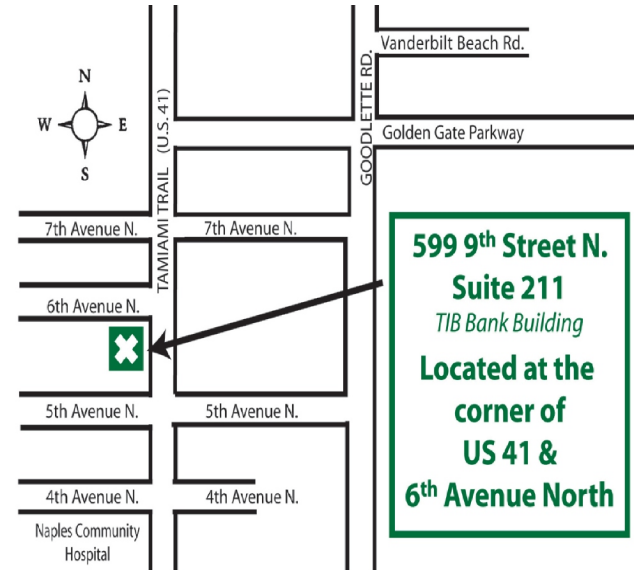 Vanderbilt Beach Rd.
N
W E
S
TAMIAMI TRAIL (U.S. 41)
GOODLETTE RD.
Golden Gate Parkway
7th Avenue N. 7th Avenue N.
6th Avenue N.
599 9th Street N.
Suite 211
TIB Bank Building
Located at the
corner of
US 41 &
6th Avenue North
5th Avenue N. 5th Avenue N.
4th Avenue N. 4th Avenue N.
Naples Community
Hospital